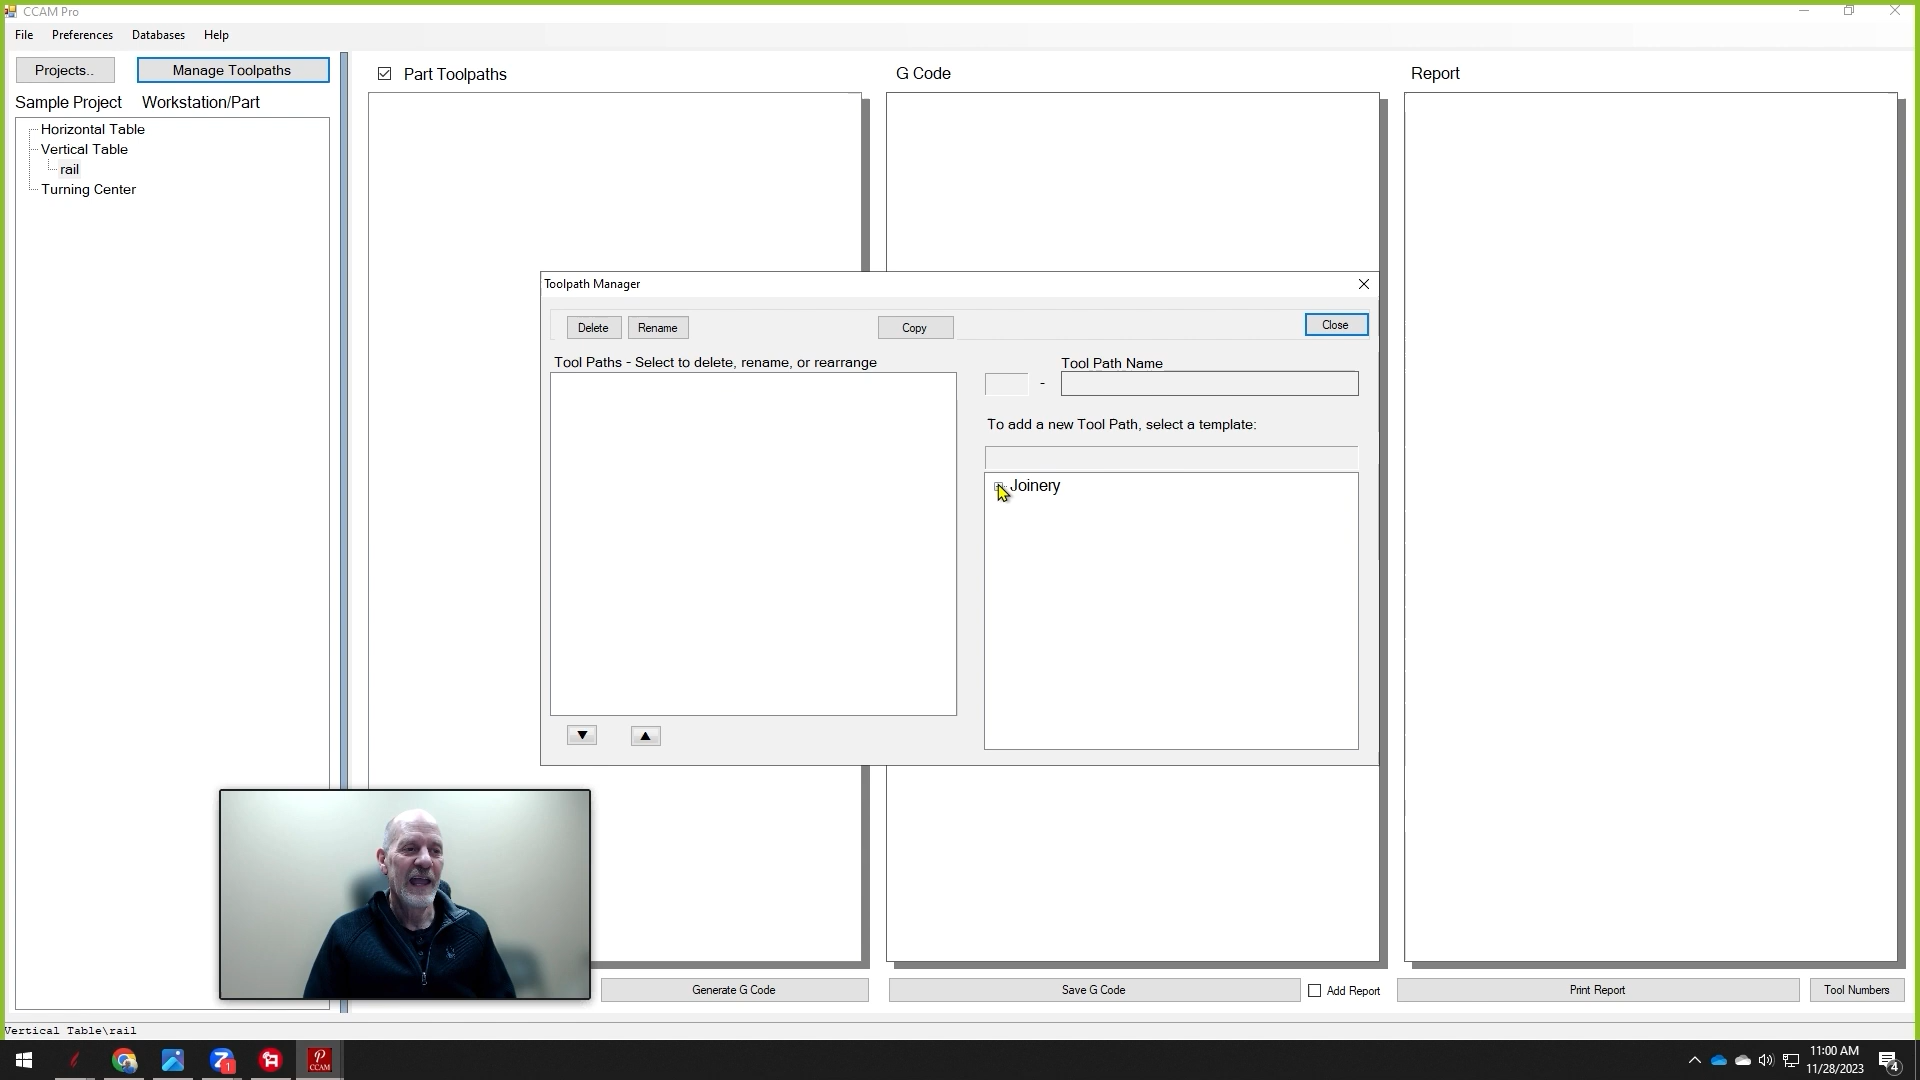 CCAM Pro
File Preferences Databases Help
Projects.. Manage Toolpaths
Sample Project Workstation/Part
Horizontal Table
Vertical Table
rail
Turning Center
Part Toolpaths
G Code
Report
Toolpath Manager
Delete Rename Copy Close
Tool Paths - Select to delete, rename, or rearrange
Tool Path Name
-
To add a new Tool Path, select a template:
Joinery
Generate G Code Save G Code Add Report Print Report Tool Numbers
Vertical Table\rail
1
P
CCAM
11:00 AM
11/28/2023
4